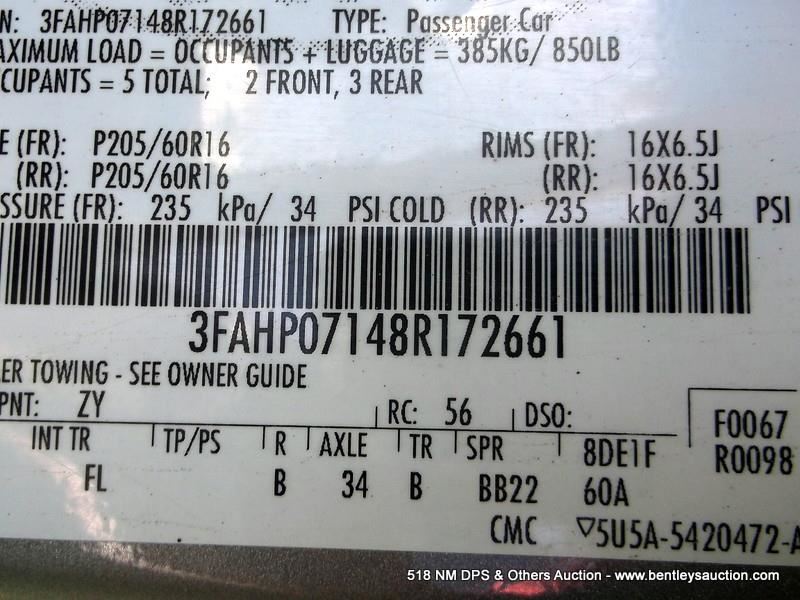 N: 3FAHP07148R172661 TYPE: Passenger Car
AXIMUM LOAD = OCCUPANTS + LUGGAGE = 385KG/ 850LB
CCUPANTS = 5 TOTAL; 2 FRONT, 3 REAR
E (FR): P205/60R16 RIMS (FR): 16X6.5J
(RR): P205/60R16 (RR): 16X6.5J
SSURE (FR): 235 kPa/ 34 PSI COLD (RR): 235 kPa/ 34 PSI
3FAHP07148R172661
ER TOWING - SEE OWNER GUIDE
PNT: ZY RC: 56 DSO: F0067
INT TR TP/PS R AXLE TR SPR 8DE1F R0098
FL B 34 B BB22 60A
CMC ▽5U5A-5420472-A
518 NM DPS & Others Auction - www.bentleysauction.com